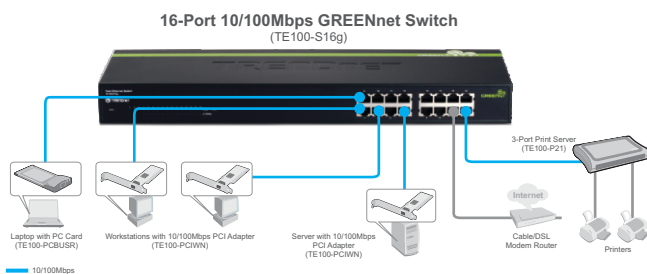 16-Port 10/100Mbps GREENnet Switch
(TE100-S16g)
TRENDNET
GREENnet
3-Port Print Server
(TE100-P21)
Internet
Laptop with PC Card
(TE100-PCBUSR)
Workstations with 10/100Mbps PCI Adapter
(TE100-PCIWN)
Server with 10/100Mbps
PCI Adapter
(TE100-PCIWN)
Cable/DSL
Modem Router
Printers
10/100Mbps